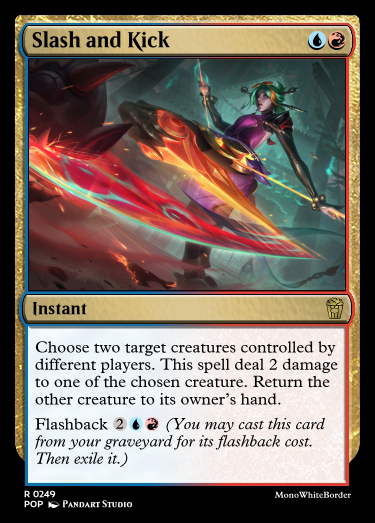 Slash and Kick
Instant
Choose two target creatures controlled by
different players. This spell deal 2 damage
to one of the chosen creature. Return the
other creature to its owner's hand.
Flashback 2 (You may cast this card
from your graveyard for its flashback cost.
Then exile it.)
R 0249
POP PANDART STUDIO
MonoWhiteBorder